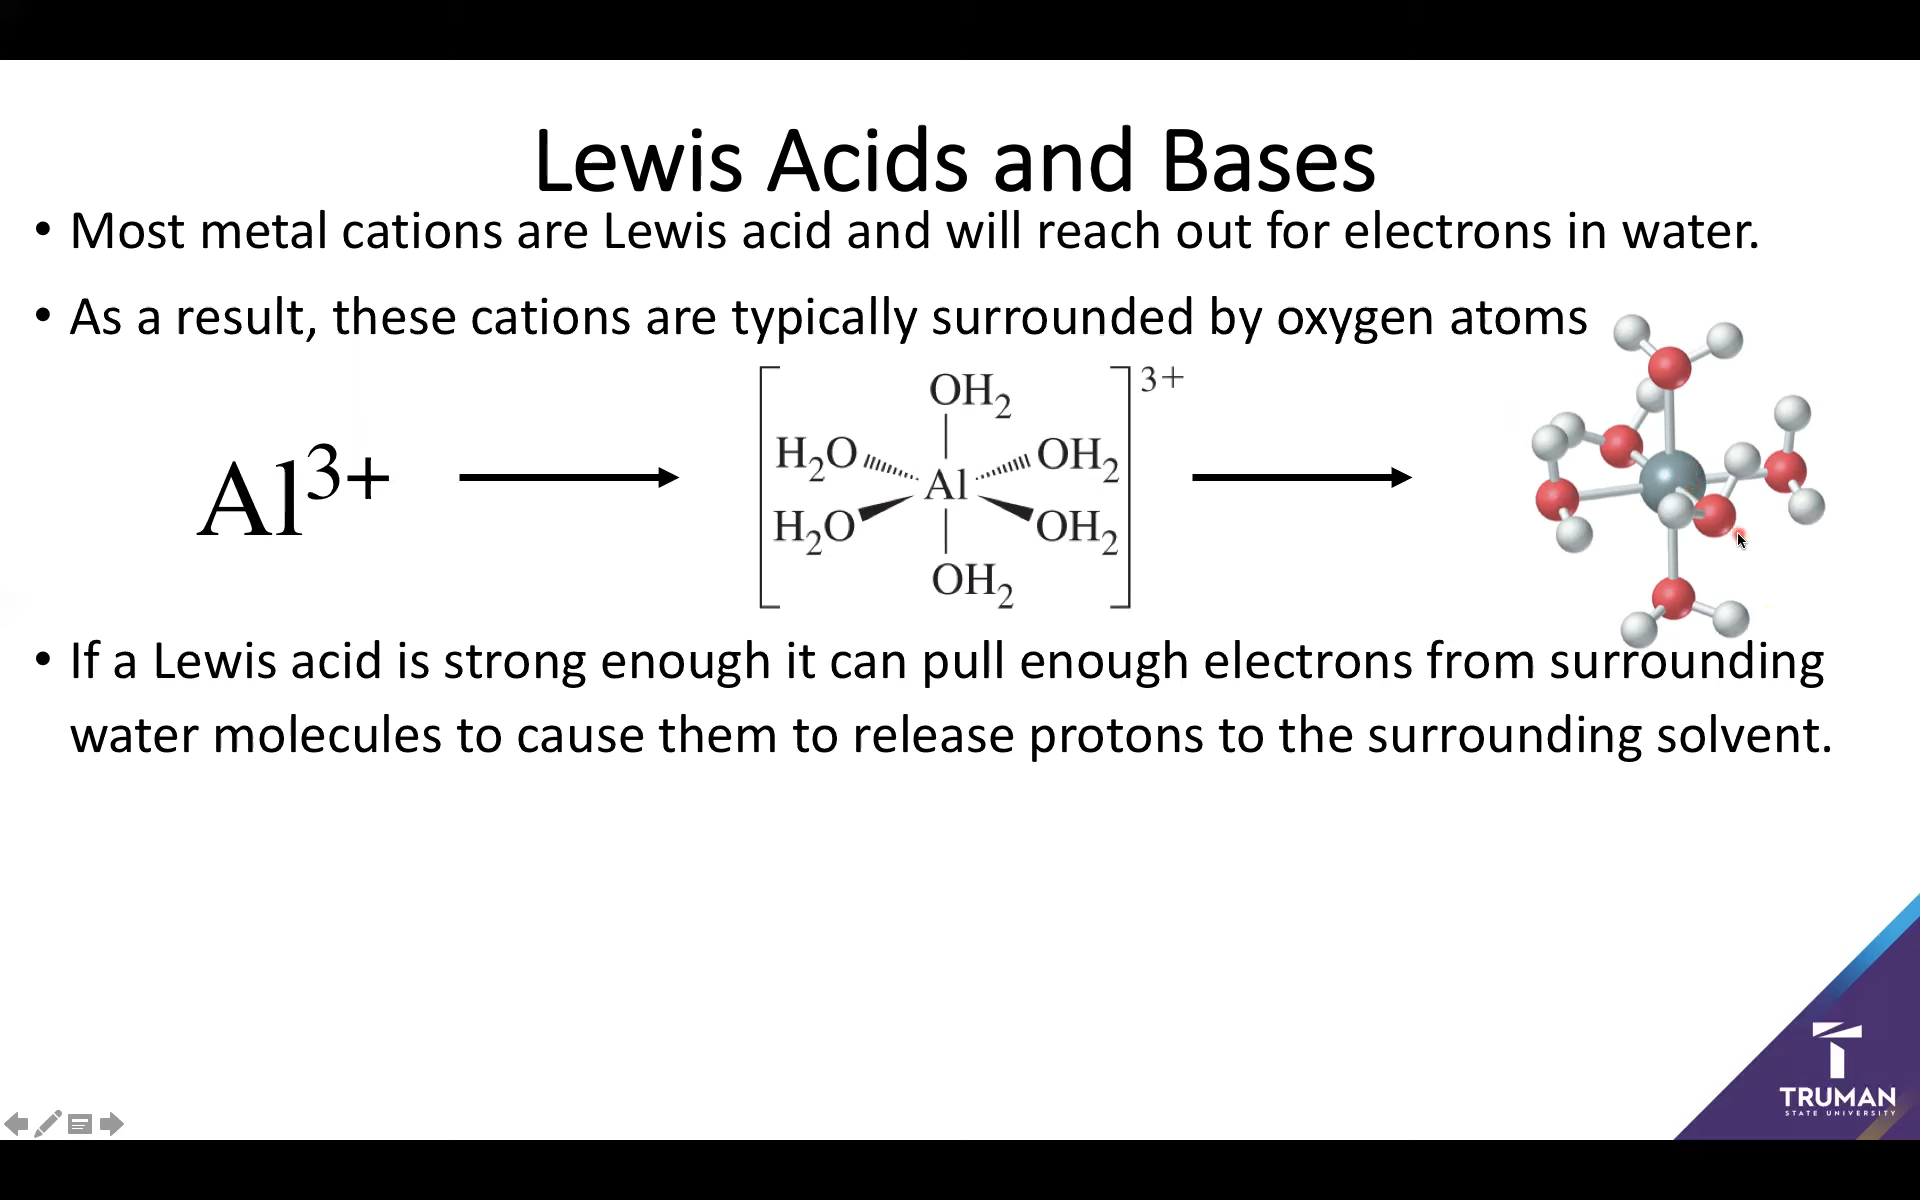 Lewis Acids and Bases
• Most metal cations are Lewis acid and will reach out for electrons in water.
• As a result, these cations are typically surrounded by oxygen atoms
Al³⁺
OH₂
3+
H₂O
OH₂
Al
H₂O
OH₂
OH₂
• If a Lewis acid is strong enough it can pull enough electrons from surrounding
water molecules to cause them to release protons to the surrounding solvent.
TRUMAN
STATE UNIVERSITY